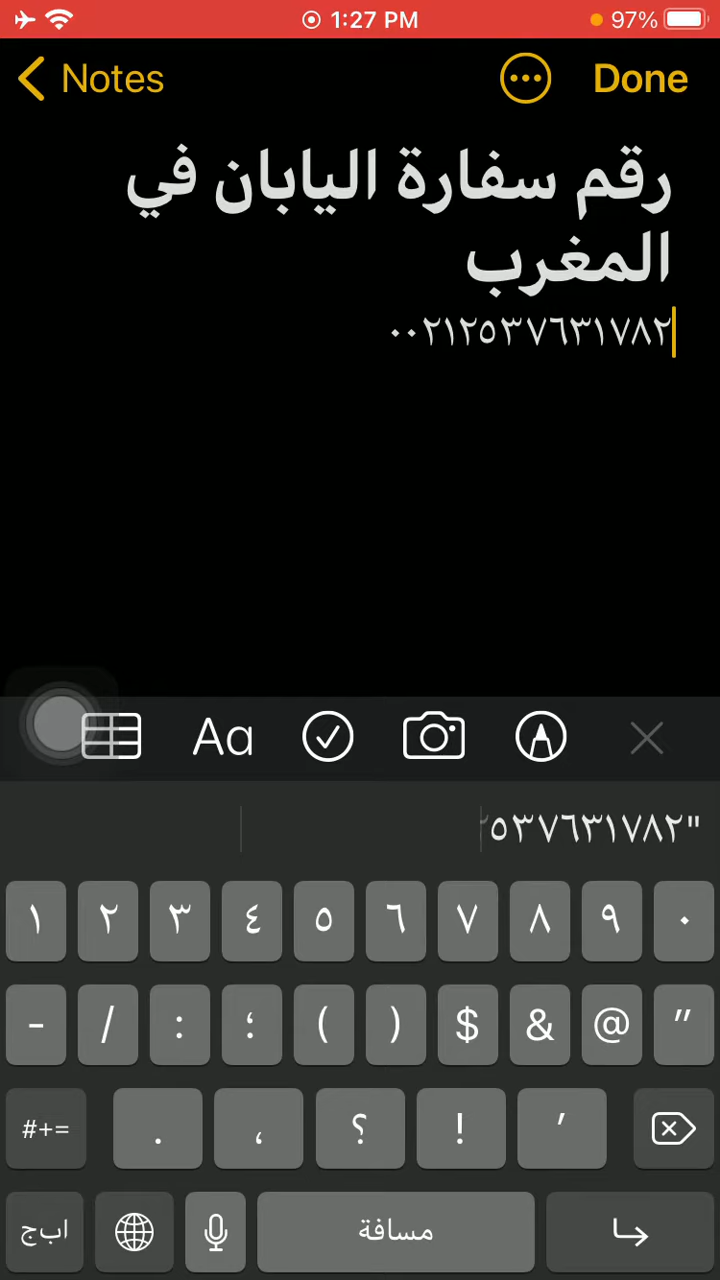 1:27 PM
97%
Notes
Done
رقم سفارة اليابان في
المغرب
٠٠٢١٢٥٣٧٦٣١٧٨٢
Aa
٥٣٧٦٣١٧٨٢"
١ ٢ ٣ ٤ ٥ ٦ ٧ ٨ ٩ ٠
- / : ؛ ( ) $ & @ "
#+= . ، ؟ ! ’
اب‌ج مسافة